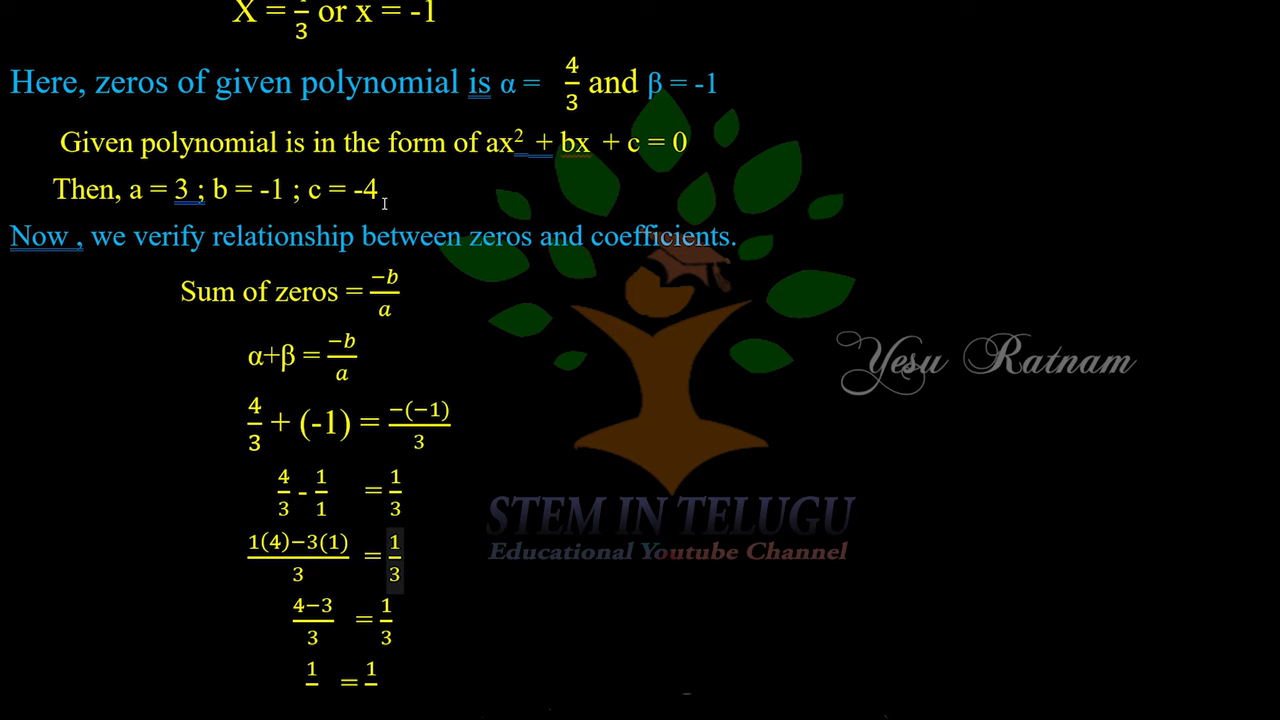 X = 4/3 or x = -1
Here, zeros of given polynomial is α = 4/3 and β = -1
Given polynomial is in the form of ax² + bx + c = 0
Then, a = 3 ; b = -1 ; c = -4
Now , we verify relationship between zeros and coefficients.
Sum of zeros = −b/a
α+β = −b/a
4/3 + (-1) = −(−1)/3
4/3 - 1/1 = 1/3
1(4)−3(1)/3 = 1/3
4−3/3 = 1/3
1 = 1
Yesu Ratnam
STEM IN TELUGU
Educational Youtube Channel